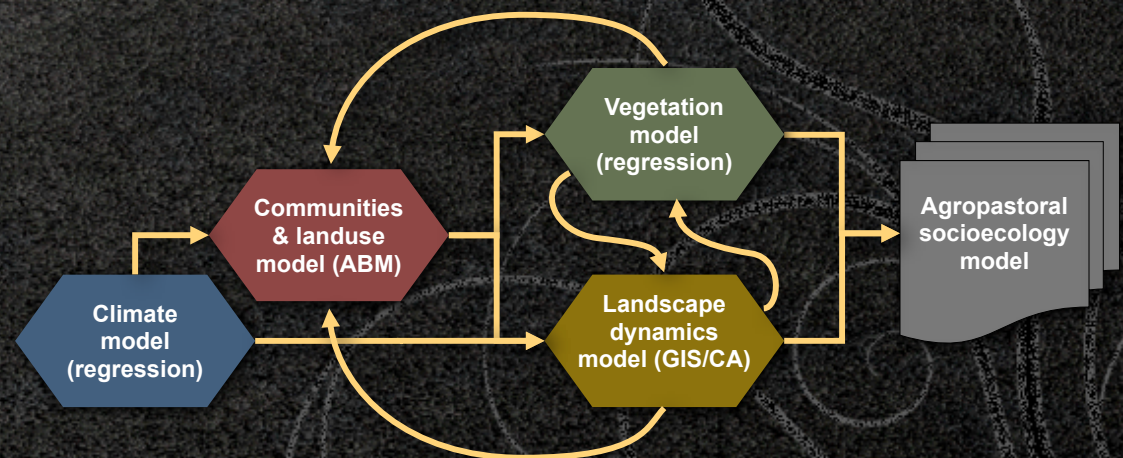 Vegetation
model
(regression)
Communities
& landuse
model (ABM)
Agropastoral
socioecology
model
Climate
model
(regression)
Landscape
dynamics
model (GIS/CA)